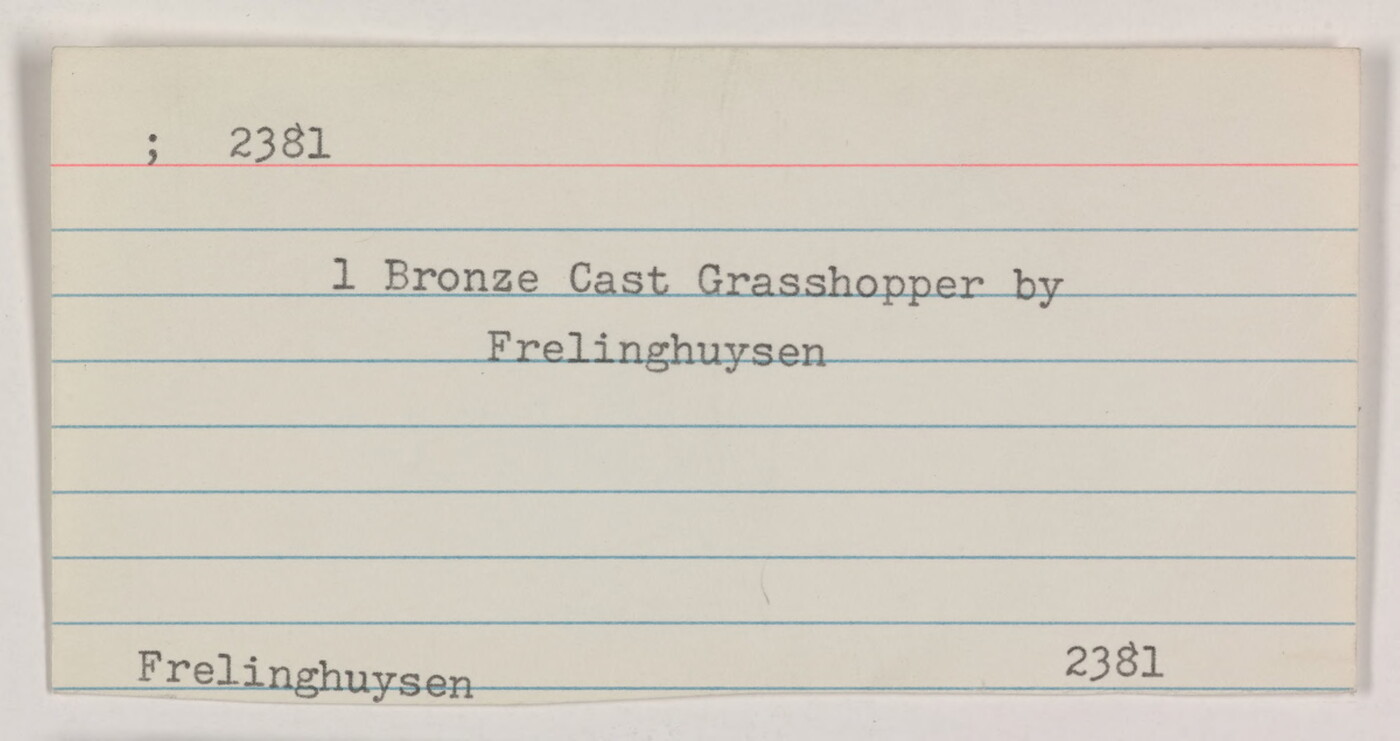 ; 2381
1 Bronze Cast Grasshopper by
Frelinghuysen
Frelinghuysen 2381